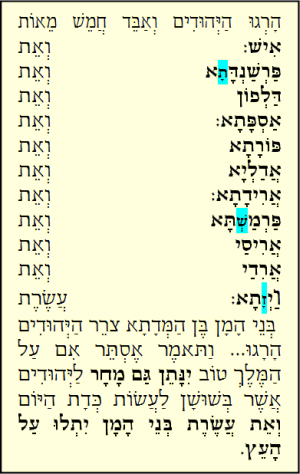 הָרְגוּ הַיְּהוּדִים וְאַבֵּד חֲמֵשׁ מֵאוֹת
אִישׁ: וְאֵת
פַּרְשַׁנְדָּתָא וְאֵת
דַּלְפוֹן וְאֵת
אַסְפָּתָא: וְאֵת
פּוֹרָתָא וְאֵת
אֲדַלְיָא וְאֵת
אֲרִידָתָא: וְאֵת
פַּרְמַשְׁתָּא וְאֵת
אֲרִיסַי וְאֵת
אֲרִדַי וְאֵת
וַיְזָתָא: עֲשֶׂרֶת
בְּנֵי הָמָן בֶּן הַמְּדָתָא צֹרֵר הַיְּהוּדִים
הָרָגוּ... וַתֹּאמֶר אֶסְתֵּר אִם עַל
הַמֶּלֶךְ טוֹב יִנָּתֵן גַּם מָחָר לַיְּהוּדִים
אֲשֶׁר בְּשׁוּשָׁן לַעֲשׂוֹת כְּדָת הַיּוֹם
וְאֵת עֲשֶׂרֶת בְּנֵי הָמָן יִתְלוּ עַל
הָעֵץ.